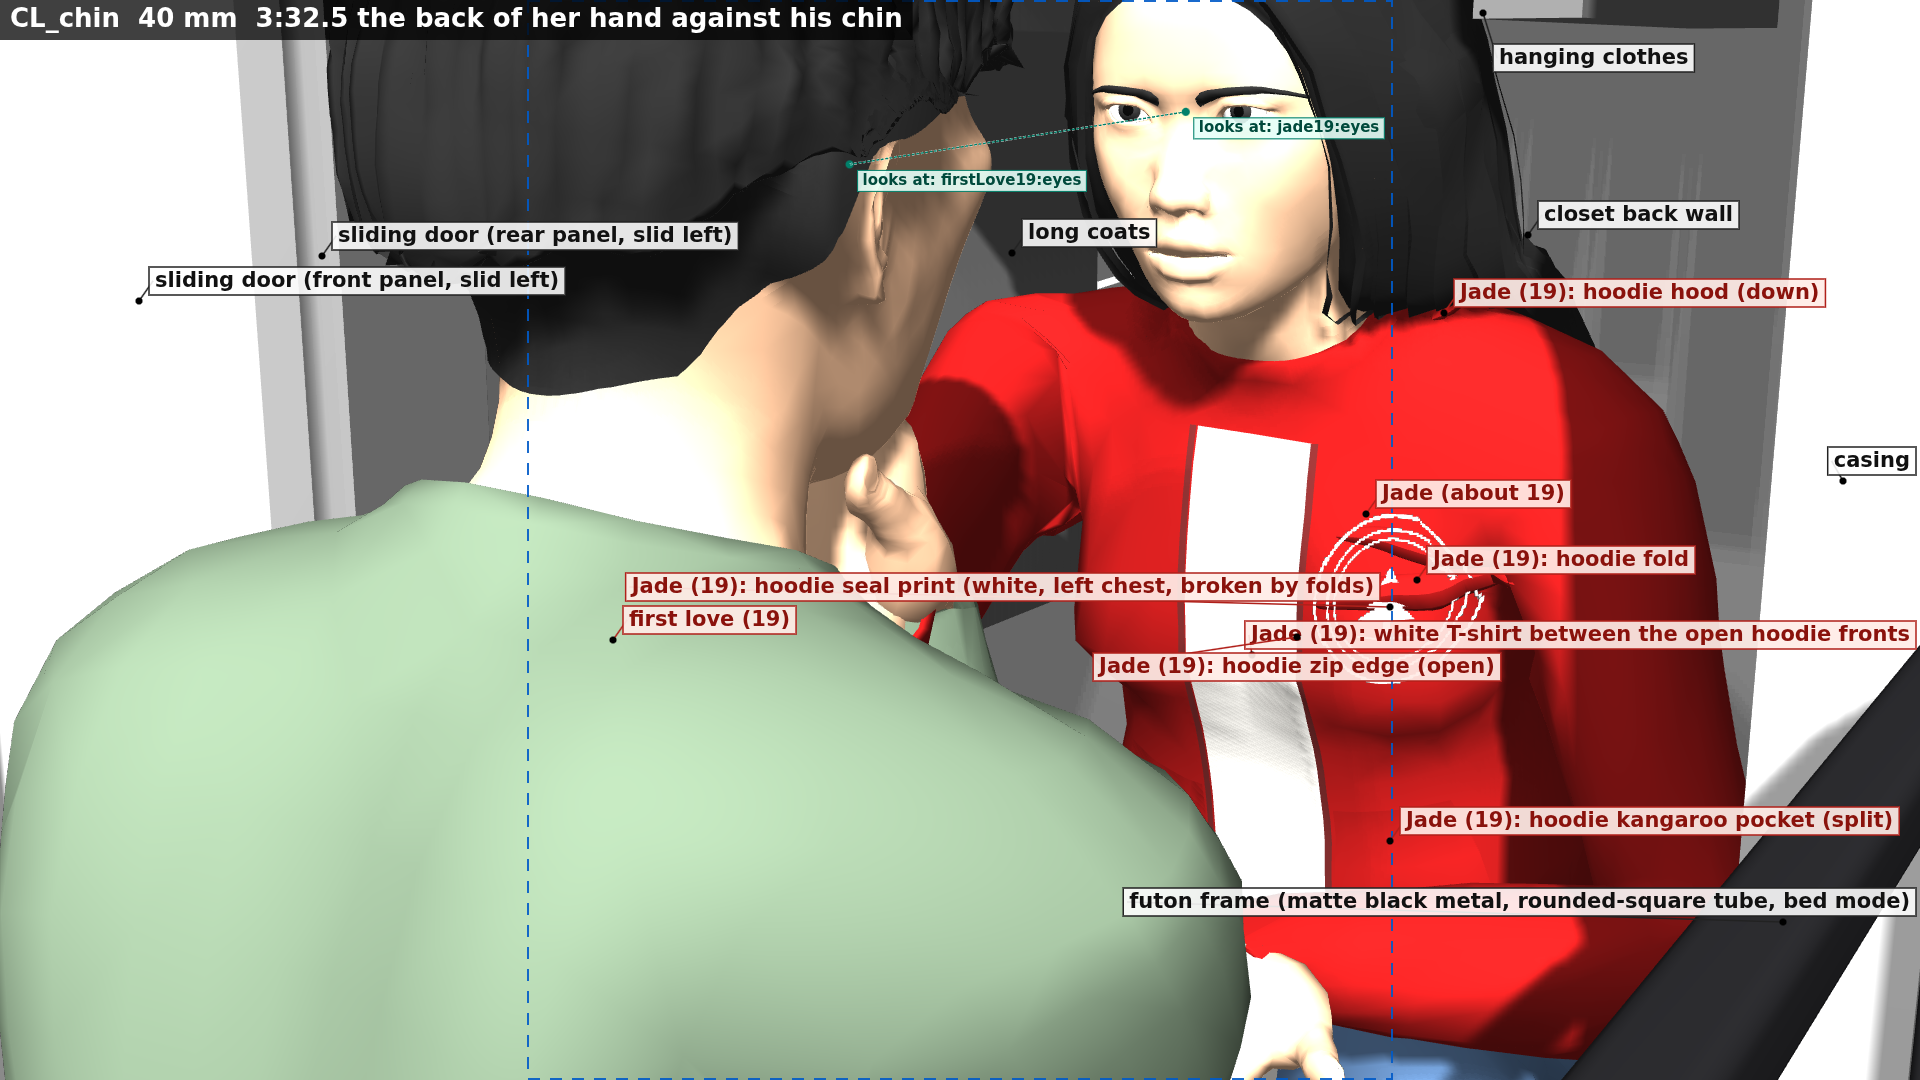 CL_chin  40 mm  3:32.5 the back of her hand against his chin
hanging clothes
looks at: jade19:eyes
looks at: firstLove19:eyes
closet back wall
long coats
sliding door (rear panel, slid left)
sliding door (front panel, slid left)
Jade (19): hoodie hood (down)
casing
Jade (about 19)
Jade (19): hoodie fold
Jade (19): hoodie seal print (white, left chest, broken by folds)
first love (19)
Jade (19): white T-shirt between the open hoodie fronts
Jade (19): hoodie zip edge (open)
Jade (19): hoodie kangaroo pocket (split)
futon frame (matte black metal, rounded-square tube, bed mode)